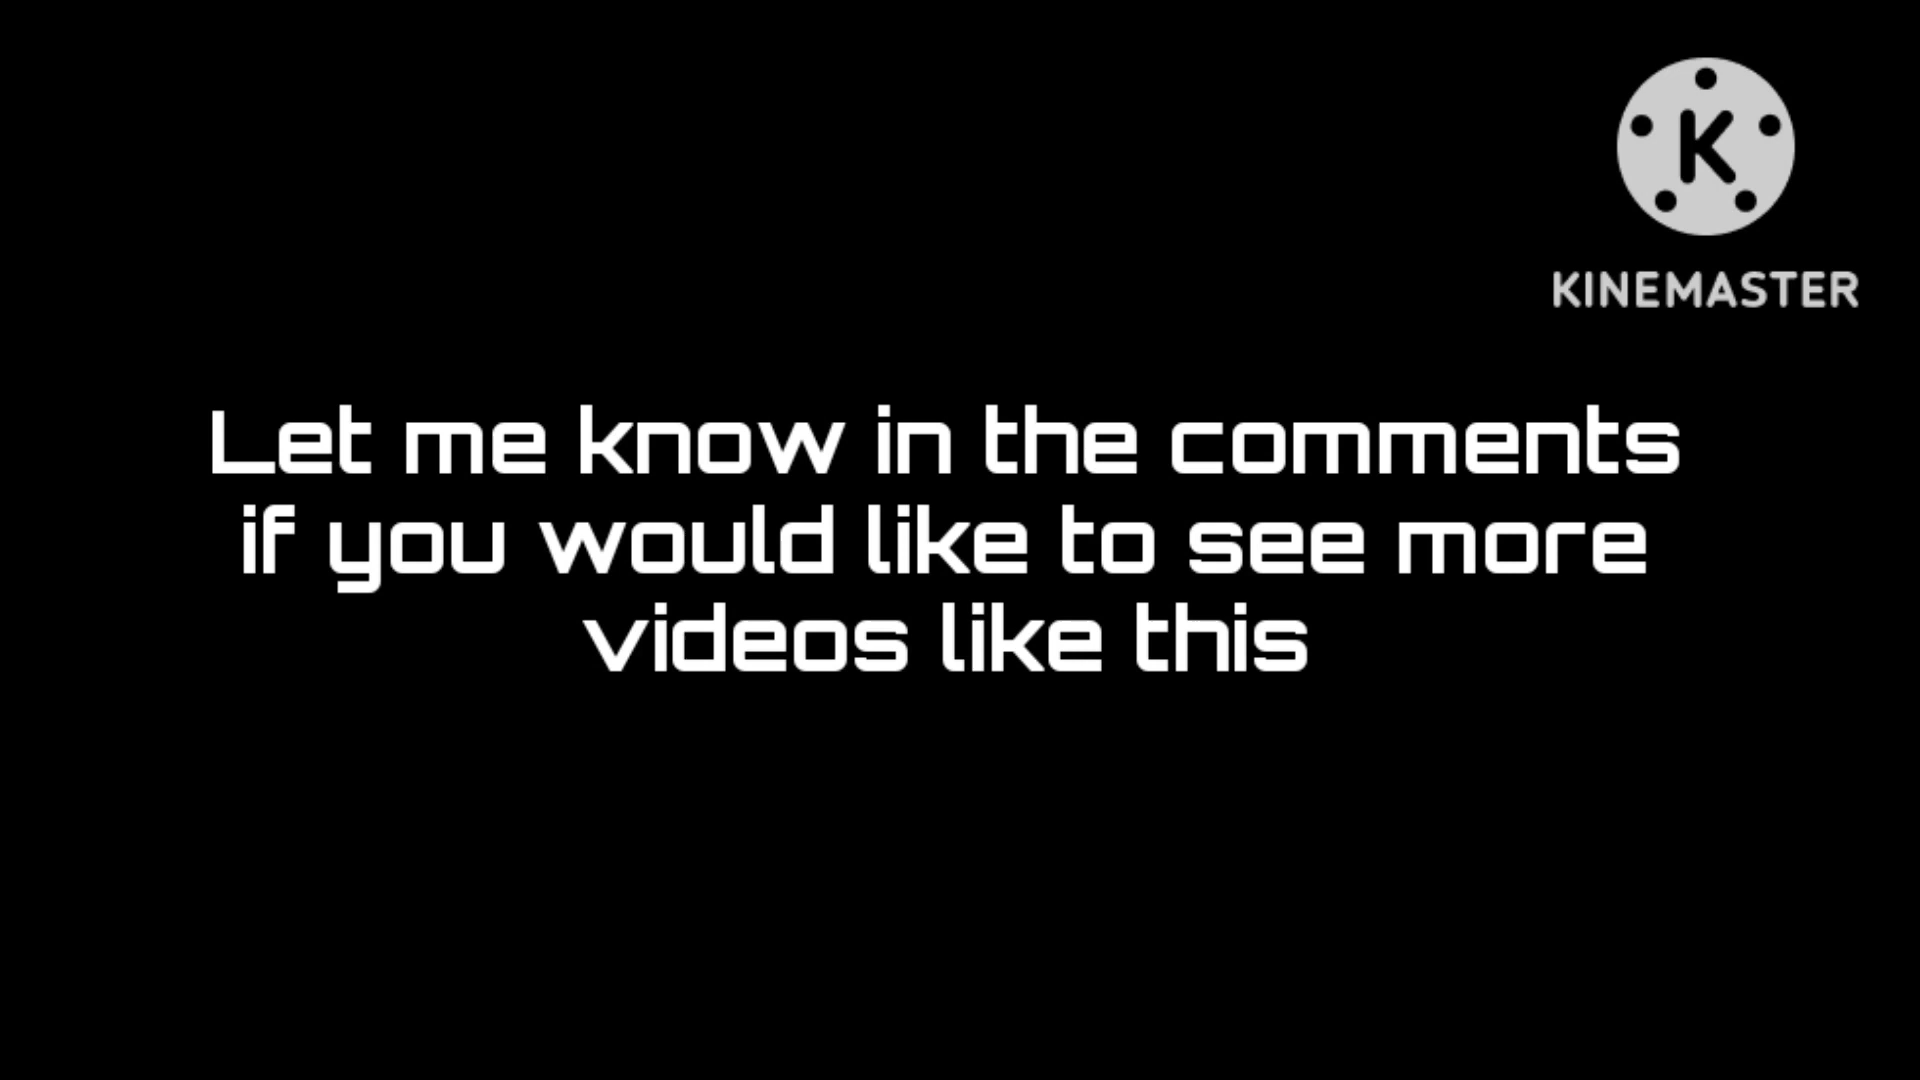 K
KINEMASTER
Let me know in the comments
if you would like to see more
videos like this